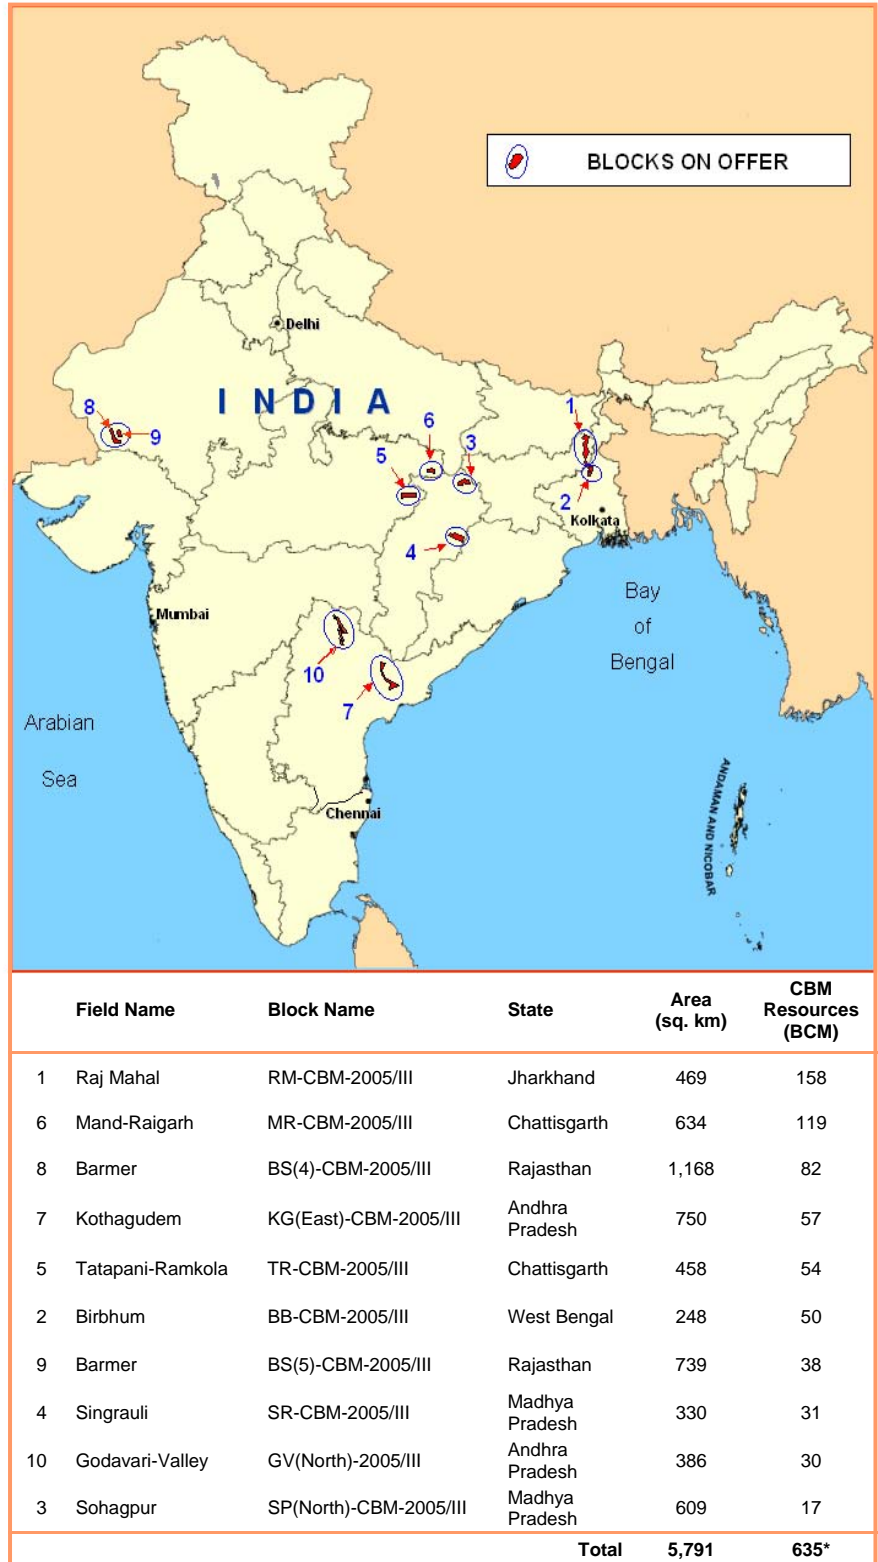 BLOCKS ON OFFER
Delhi
INDIA
8
9
6
5
3
1
2
Kolkata
4
Mumbai
Bay
of
Bengal
10
7
Arabian
Sea
ANDAMAN AND NICOBAR
Chennai
Field Name Block Name State Area (sq. km) CBM Resources (BCM)
1 Raj Mahal RM-CBM-2005/III Jharkhand 469 158
6 Mand-Raigarh MR-CBM-2005/III Chattisgarth 634 119
8 Barmer BS(4)-CBM-2005/III Rajasthan 1,168 82
7 Kothagudem KG(East)-CBM-2005/III Andhra Pradesh 750 57
5 Tatapani-Ramkola TR-CBM-2005/III Chattisgarth 458 54
2 Birbhum BB-CBM-2005/III West Bengal 248 50
9 Barmer BS(5)-CBM-2005/III Rajasthan 739 38
4 Singrauli SR-CBM-2005/III Madhya Pradesh 330 31
10 Godavari-Valley GV(North)-2005/III Andhra Pradesh 386 30
3 Sohagpur SP(North)-CBM-2005/III Madhya Pradesh 609 17
Total 5,791 635*